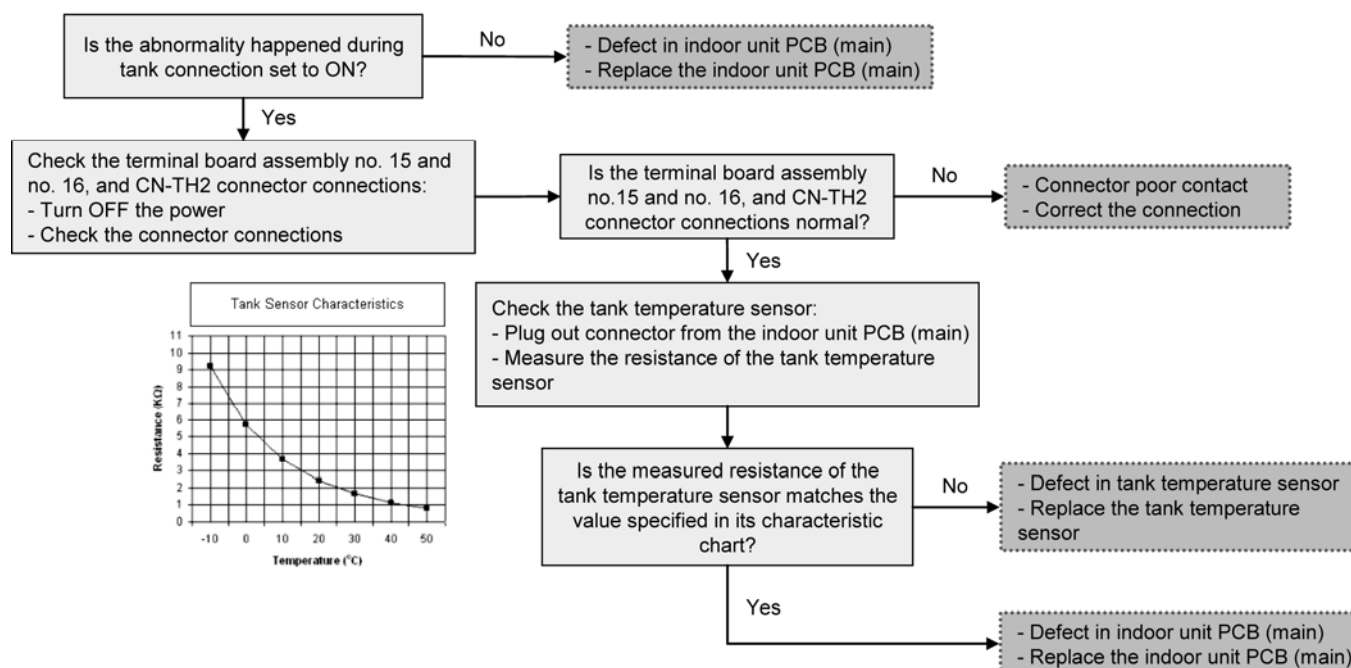 Is the abnormality happened during
tank connection set to ON?
No
- Defect in indoor unit PCB (main)
- Replace the indoor unit PCB (main)
Yes
Check the terminal board assembly no. 15 and
no. 16, and CN-TH2 connector connections:
- Turn OFF the power
- Check the connector connections
Is the terminal board assembly
no.15 and no. 16, and CN-TH2
connector connections normal?
No
- Connector poor contact
- Correct the connection
Yes
Check the tank temperature sensor:
- Plug out connector from the indoor unit PCB (main)
- Measure the resistance of the tank temperature
sensor
Tank Sensor Characteristics
Resistance (KΩ)
11
10
9
8
7
6
5
4
3
2
1
0
-10 0 10 20 30 40 50
Temperature (°C)
Is the measured resistance of the
tank temperature sensor matches the
value specified in its characteristic
chart?
No
- Defect in tank temperature sensor
- Replace the tank temperature
sensor
Yes
- Defect in indoor unit PCB (main)
- Replace the indoor unit PCB (main)